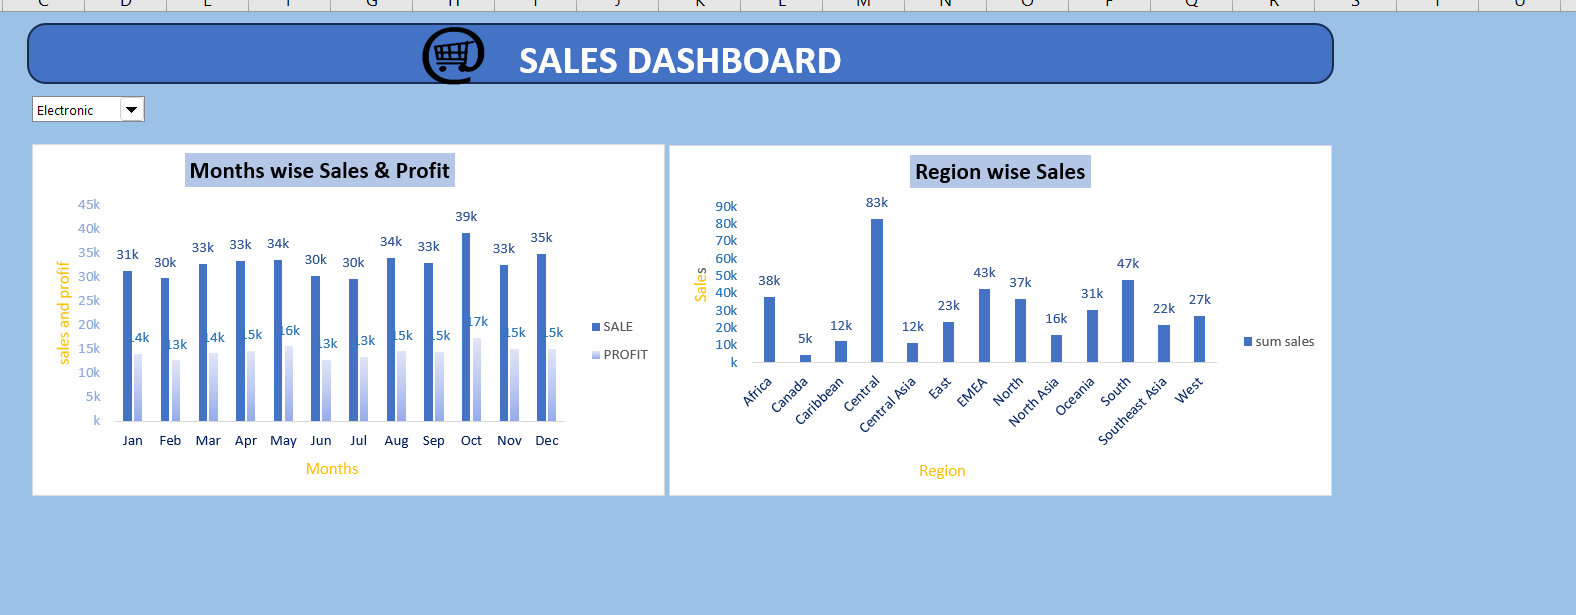 SALES DASHBOARD
Electronic
Months wise Sales & Profit
45k
40k
35k
30k
25k
20k
15k
10k
5k
k
sales and profif
31k 30k 33k 33k 34k 30k 30k 34k 33k 39k 33k 35k
14k 13k 14k 15k 16k 13k 13k 15k 15k 17k 15k 15k
Jan Feb Mar Apr May Jun Jul Aug Sep Oct Nov Dec
Months
SALE
PROFIT
Region wise Sales
90k
80k
70k
60k
50k
40k
30k
20k
10k
k
Sales
38k 5k 12k 83k 12k 23k 43k 37k 16k 31k 47k 22k 27k
Africa
Canada
Caribbean
Central
Central Asia
East
EMEA
North
North Asia
Oceania
South
Southeast Asia
West
Region
sum sales